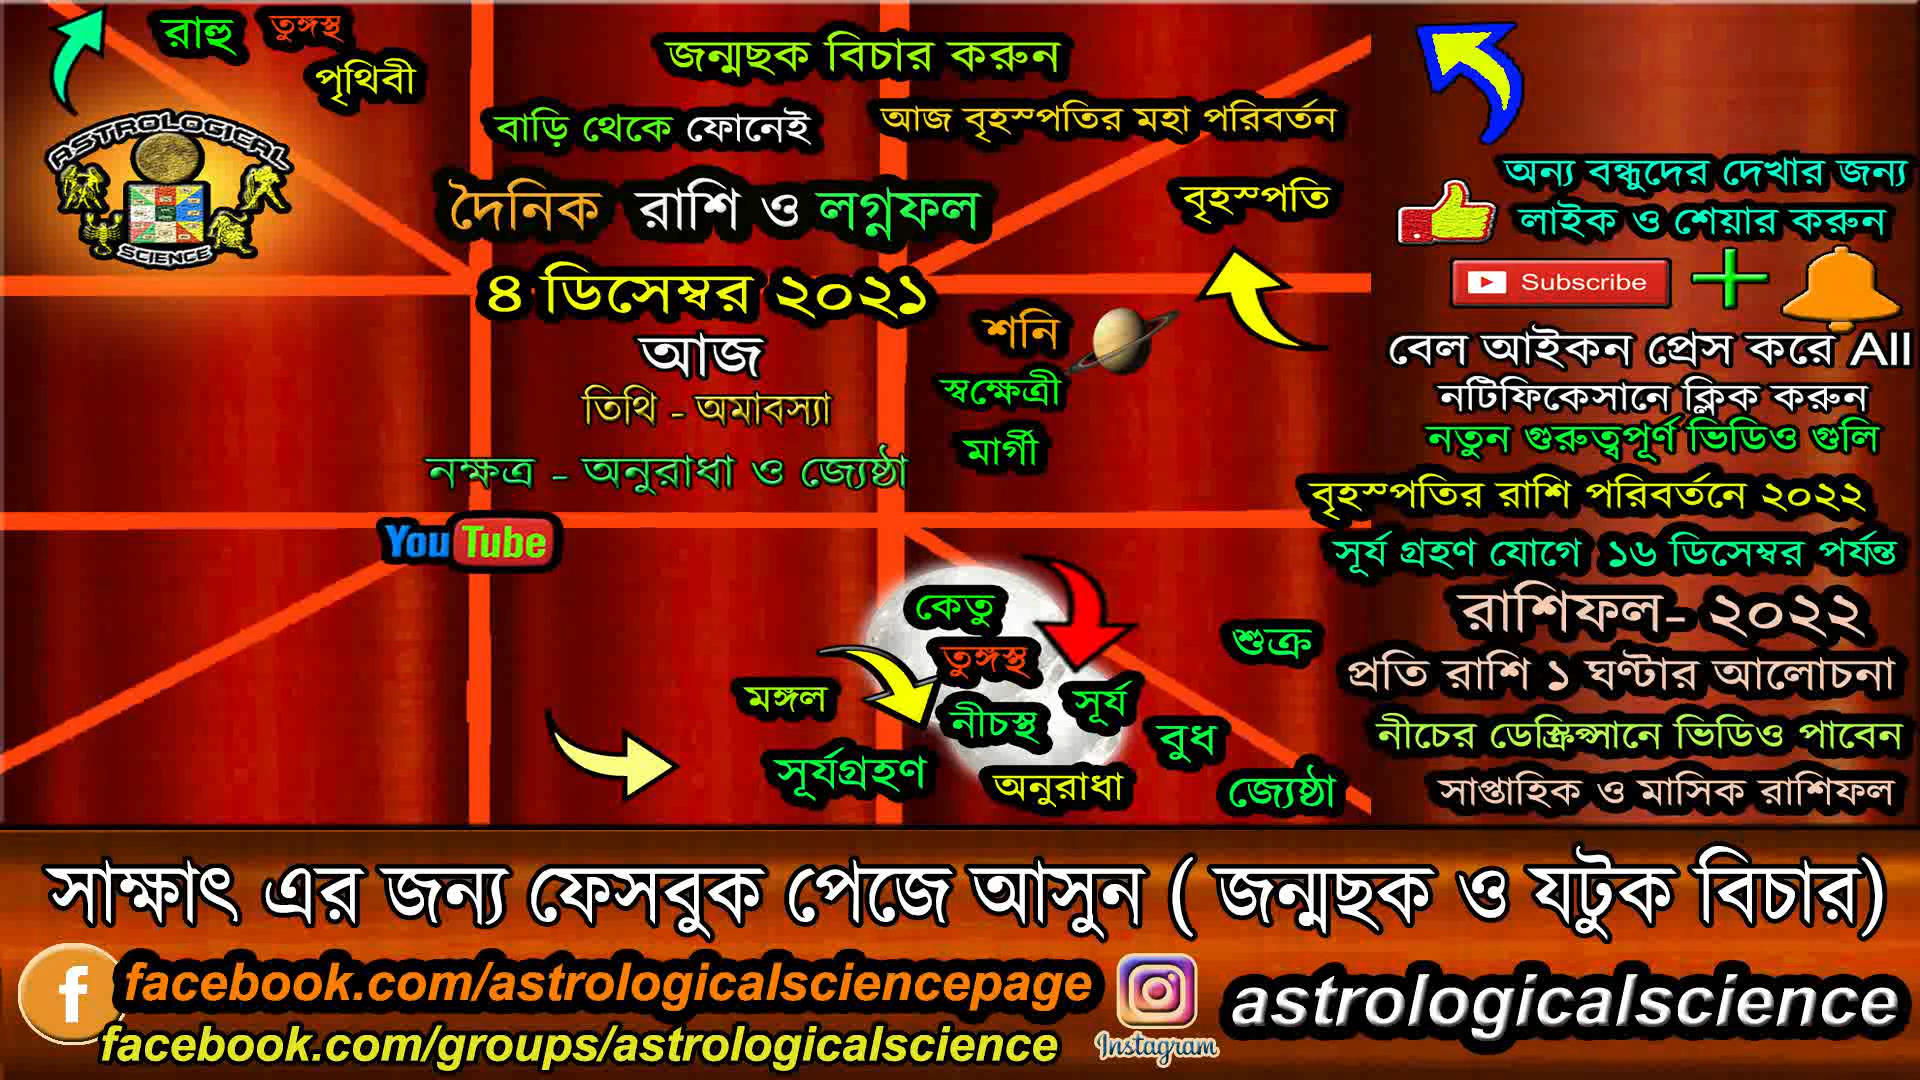 রাহু তুঙ্গস্থ
পৃথিবী
ASTROLOGICAL
SCIENCE
জন্মছক বিচার করুন
বাড়ি থেকে ফোনেই
আজ বৃহস্পতির মহা পরিবর্তন
দৈনিক রাশি ও লগ্নফল
বৃহস্পতি
৪ ডিসেম্বর ২০২১
আজ
তিথি - অমাবস্যা
নক্ষত্র - অনুরাধা ও জ্যেষ্ঠা
শনি
স্বক্ষেত্রী
মার্গী
YouTube
কেতু
তুঙ্গস্থ
নীচস্থ
মঙ্গল
সূর্য
বুধ
শুক্র
সূর্যগ্রহণ
অনুরাধা
জ্যেষ্ঠা
অন্য বন্ধুদের দেখার জন্য
লাইক ও শেয়ার করুন
Subscribe
বেল আইকন প্রেস করে All
নটিফিকেসানে ক্লিক করুন
নতুন গুরুত্বপূর্ণ ভিডিও গুলি
বৃহস্পতির রাশি পরিবর্তনে ২০২২
সূর্য গ্রহণ যোগে ১৬ ডিসেম্বর পর্যন্ত
রাশিফল- ২০২২
প্রতি রাশি ১ ঘণ্টার আলোচনা
নীচের ডেস্ক্রিপ্সানে ভিডিও পাবেন
সাপ্তাহিক ও মাসিক রাশিফল
সাক্ষাৎ এর জন্য ফেসবুক পেজে আসুন ( জন্মছক ও যটুক বিচার)
f facebook.com/astrologicalsciencepage
facebook.com/groups/astrologicalscience
Instagram
astrologicalscience